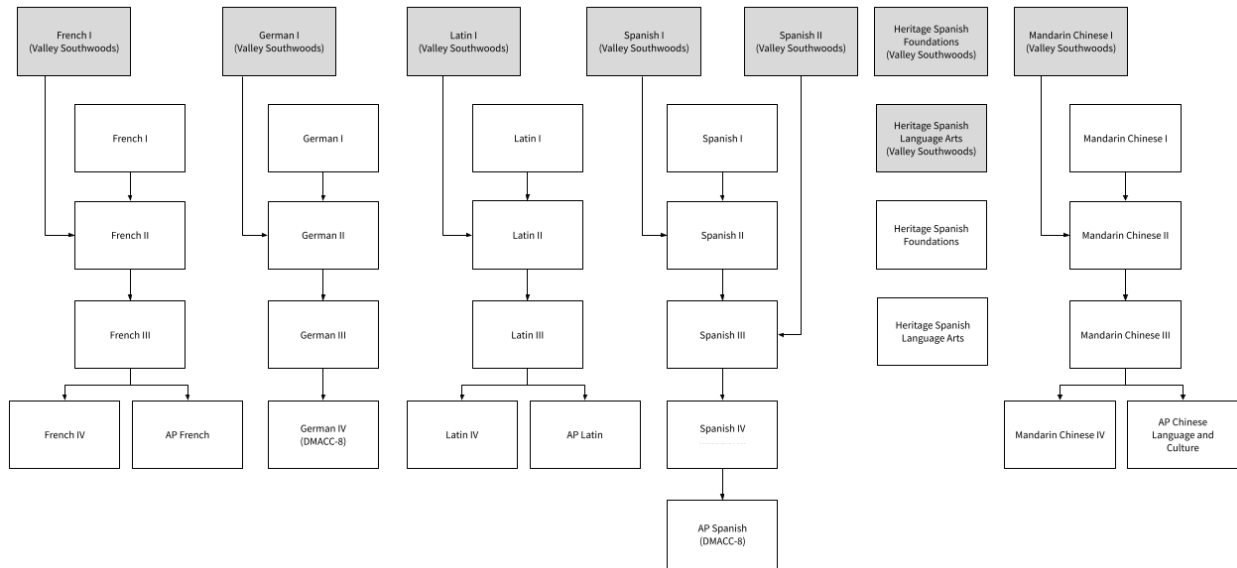 French I
(Valley Southwoods)
German I
(Valley Southwoods)
Latin I
(Valley Southwoods)
Spanish I
(Valley Southwoods)
Spanish II
(Valley Southwoods)
Heritage Spanish
Foundations
(Valley Southwoods)
Mandarin Chinese I
(Valley Southwoods)
French I
German I
Latin I
Spanish I
Heritage Spanish
Language Arts
(Valley Southwoods)
Mandarin Chinese I
French II
German II
Latin II
Spanish II
Heritage Spanish
Foundations
Mandarin Chinese II
French III
German III
Latin III
Spanish III
Heritage Spanish
Language Arts
Mandarin Chinese III
French IV
AP French
German IV
(DMACC-8)
Latin IV
AP Latin
Spanish IV
Mandarin Chinese IV
AP Chinese
Language and
Culture
AP Spanish
(DMACC-8)